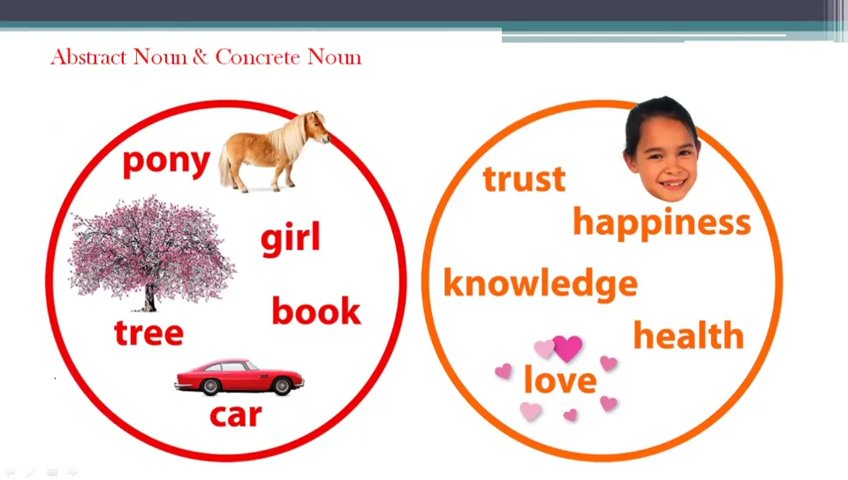 Abstract Noun & Concrete Noun
pony
girl
book
tree
car
trust
happiness
knowledge
health
love